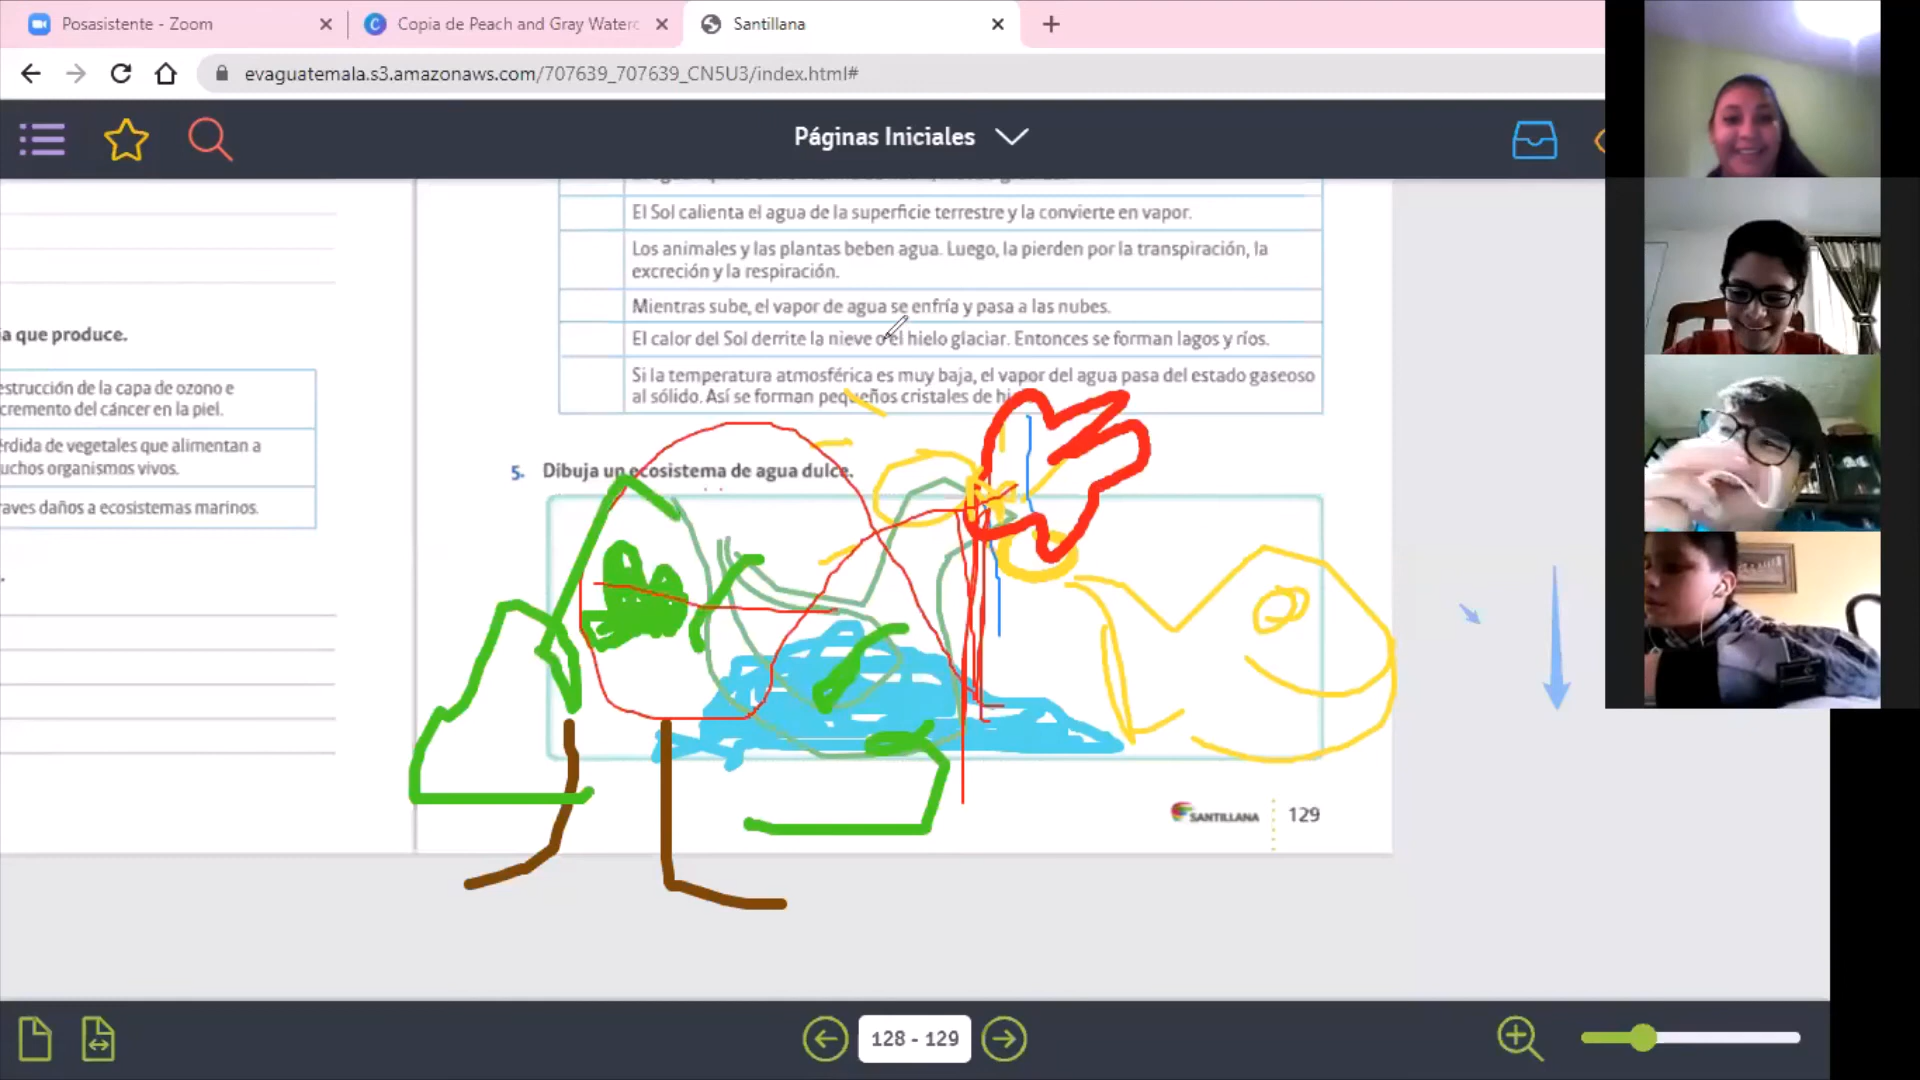 Posasistente - Zoom
Copia de Peach and Gray Waterc
Santillana
evaguatemala.s3.amazonaws.com/707639_707639_CN5U3/index.html#
Páginas Iniciales
El Sol calienta el agua de la superficie terrestre y la convierte en vapor.
Los animales y las plantas beben agua. Luego, la pierden por la transpiración, la
excreción y la respiración.
Mientras sube, el vapor de agua se enfría y pasa a las nubes.
El calor del Sol derrite la nieve o el hielo glaciar. Entonces se forman lagos y ríos.
Si la temperatura atmosférica es muy baja, el vapor del agua pasa del estado gaseoso
al sólido. Así se forman pequeños cristales de hi
ia que produce.
estrucción de la capa de ozono e
cremento del cáncer en la piel.
érdida de vegetales que alimentan a
uchos organismos vivos.
raves daños a ecosistemas marinos.
5. Dibuja un ecosistema de agua dulce.
SANTILLANA
129
128 - 129